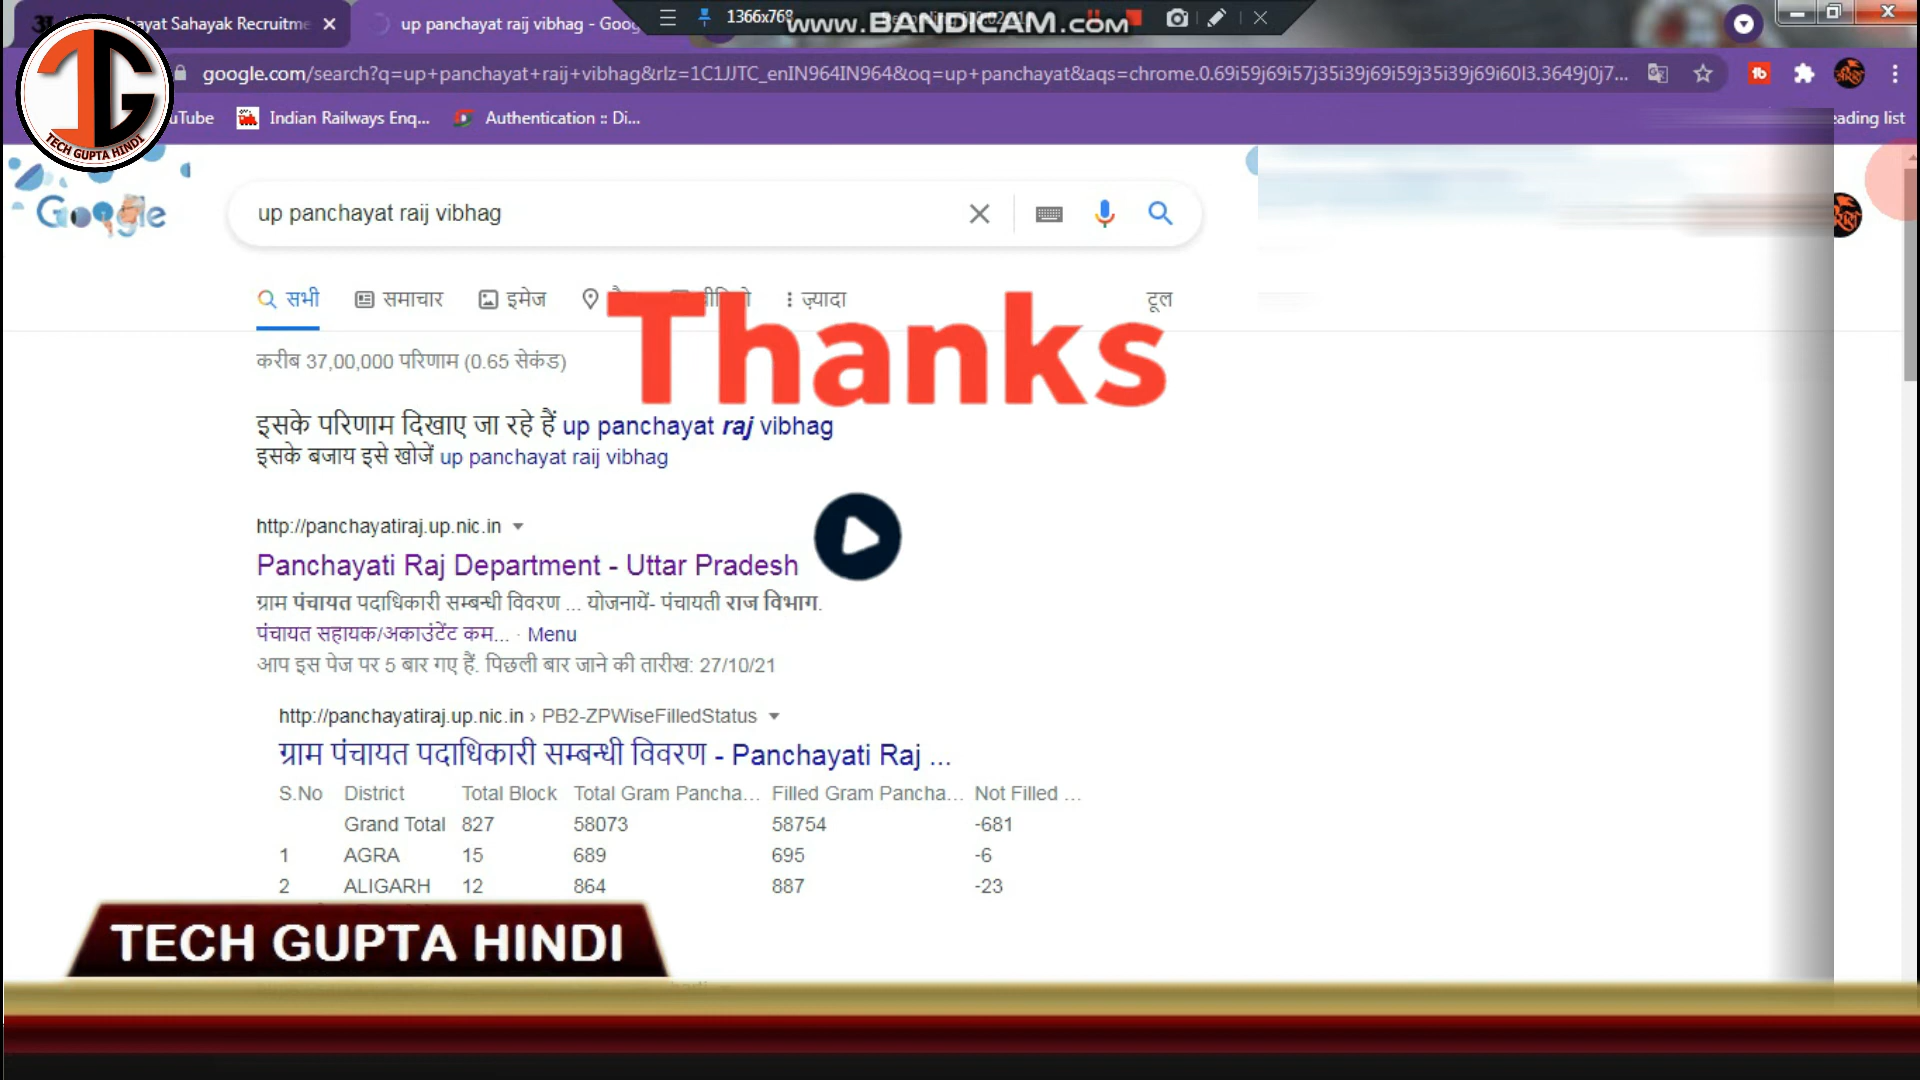 ayat Sahayak Recruitme
up panchayat raij vibhag - Goog
1366x768
www.BANDICAM.com
google.com/search?q=up+panchayat+raij+vibhag&rlz=1C1JJTC_enIN964IN964&oq=up+panchayat&aqs=chrome.0.69i59j69i57j35i39j69i59j35i39j69i60l3.3649j0j7...
uTube
Indian Railways Enq...
Authentication :: Di...
eading list
TG
TECH GUPTA HINDI
Google
up panchayat raij vibhag
सभी
समाचार
इमेज
वीडियो
ज़्यादा
टूल
Thanks
करीब 37,00,000 परिणाम (0.65 सेकंड)
इसके परिणाम दिखाए जा रहे हैं up panchayat raj vibhag
इसके बजाय इसे खोजें up panchayat raij vibhag
http://panchayatiraj.up.nic.in
Panchayati Raj Department - Uttar Pradesh
ग्राम पंचायत पदाधिकारी सम्बन्धी विवरण ... योजनायें- पंचायती राज विभाग.
पंचायत सहायक/अकाउंटेंट कम... · Menu
आप इस पेज पर 5 बार गए हैं. पिछली बार जाने की तारीख: 27/10/21
http://panchayatiraj.up.nic.in › PB2-ZPWiseFilledStatus
ग्राम पंचायत पदाधिकारी सम्बन्धी विवरण - Panchayati Raj ...
S.No District Total Block Total Gram Pancha... Filled Gram Pancha... Not Filled ...
Grand Total 827 58073 58754 -681
1 AGRA 15 689 695 -6
2 ALIGARH 12 864 887 -23
TECH GUPTA HINDI